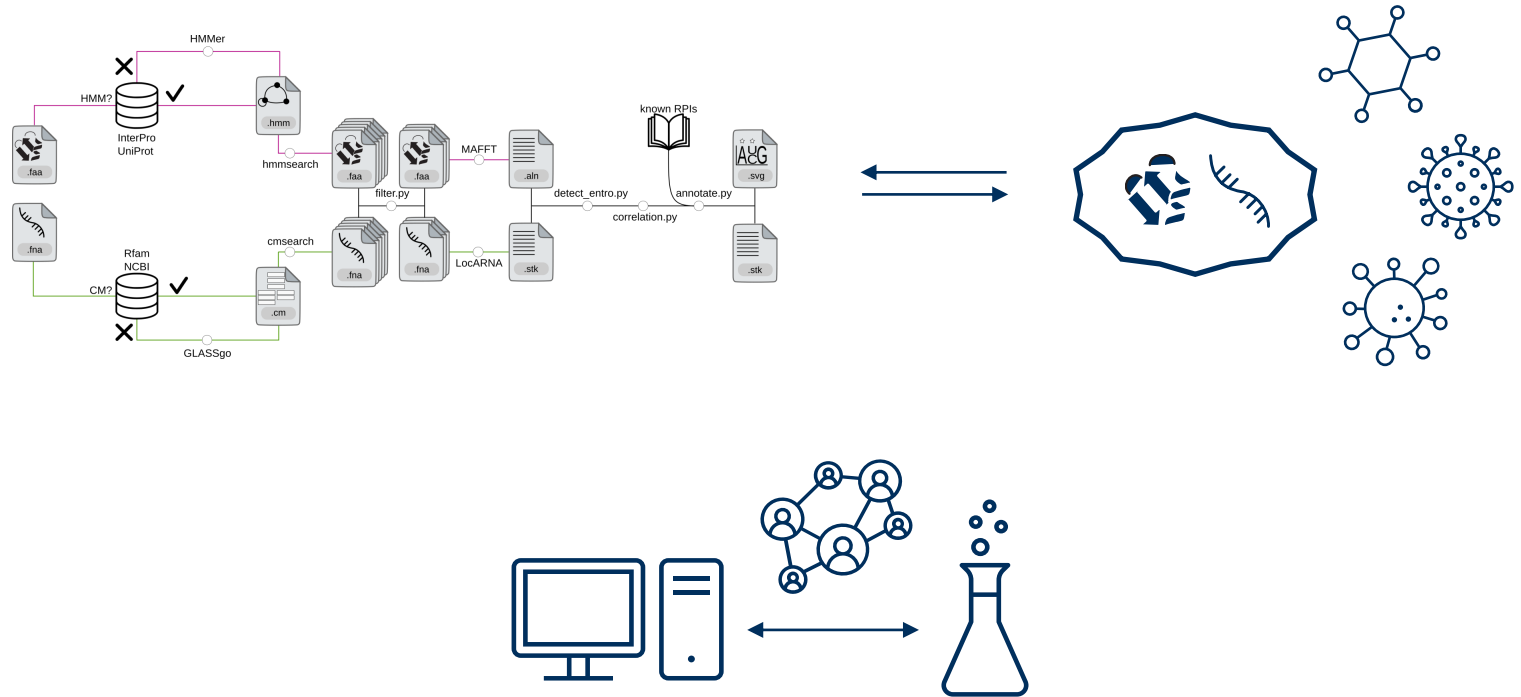 HMMer
HMM?
InterPro
UniProt
.faa
.hmm
hmmsearch
.faa
.faa
MAFFT
.aln
known RPIs
AUCG
.svg
filter.py
detect_entro.py
annotate.py
correlation.py
.fna
Rfam
NCBI
cmsearch
.fna
.fna
LocARNA
.stk
.stk
CM?
.cm
GLASSgo